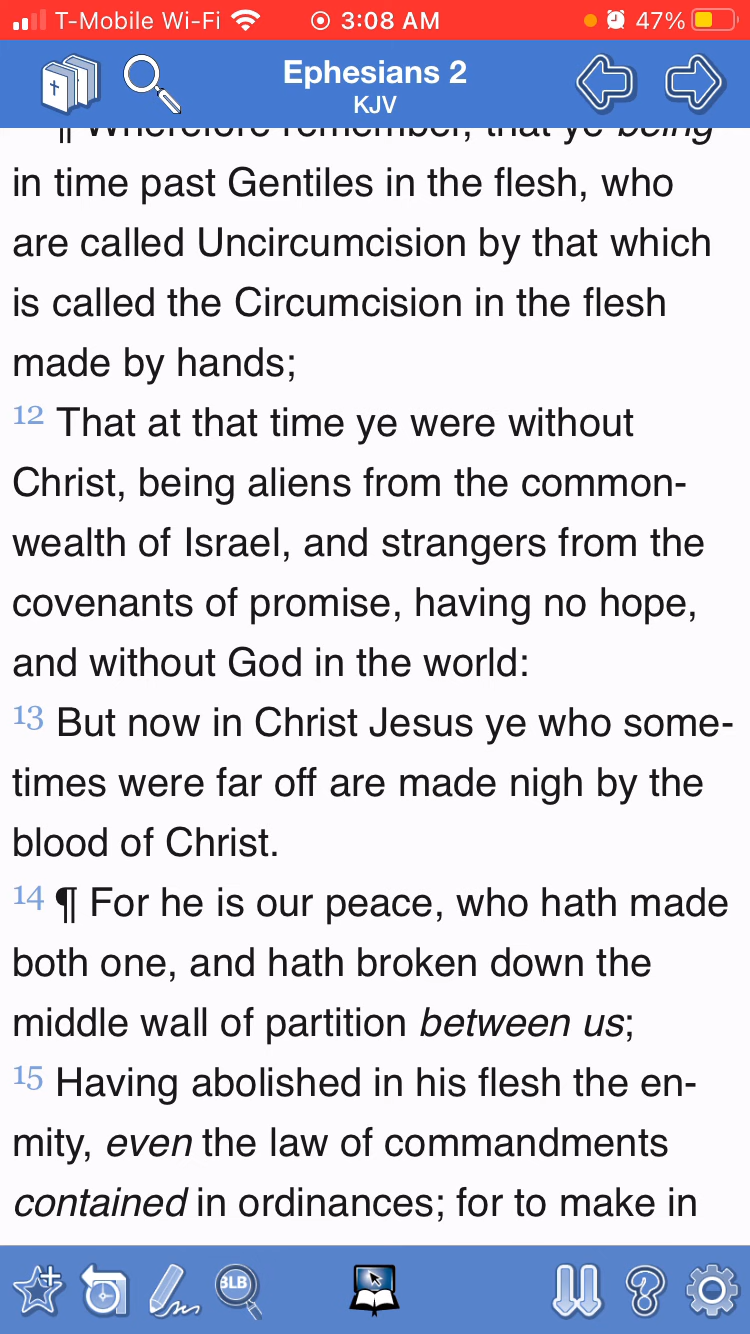 T-Mobile Wi-Fi 3:08 AM 47%
Ephesians 2
KJV
¶ Wherefore remember, that ye being
in time past Gentiles in the flesh, who
are called Uncircumcision by that which
is called the Circumcision in the flesh
made by hands;
12 That at that time ye were without
Christ, being aliens from the common-
wealth of Israel, and strangers from the
covenants of promise, having no hope,
and without God in the world:
13 But now in Christ Jesus ye who some-
times were far off are made nigh by the
blood of Christ.
14 ¶ For he is our peace, who hath made
both one, and hath broken down the
middle wall of partition between us;
15 Having abolished in his flesh the en-
mity, even the law of commandments
contained in ordinances; for to make in
BLB